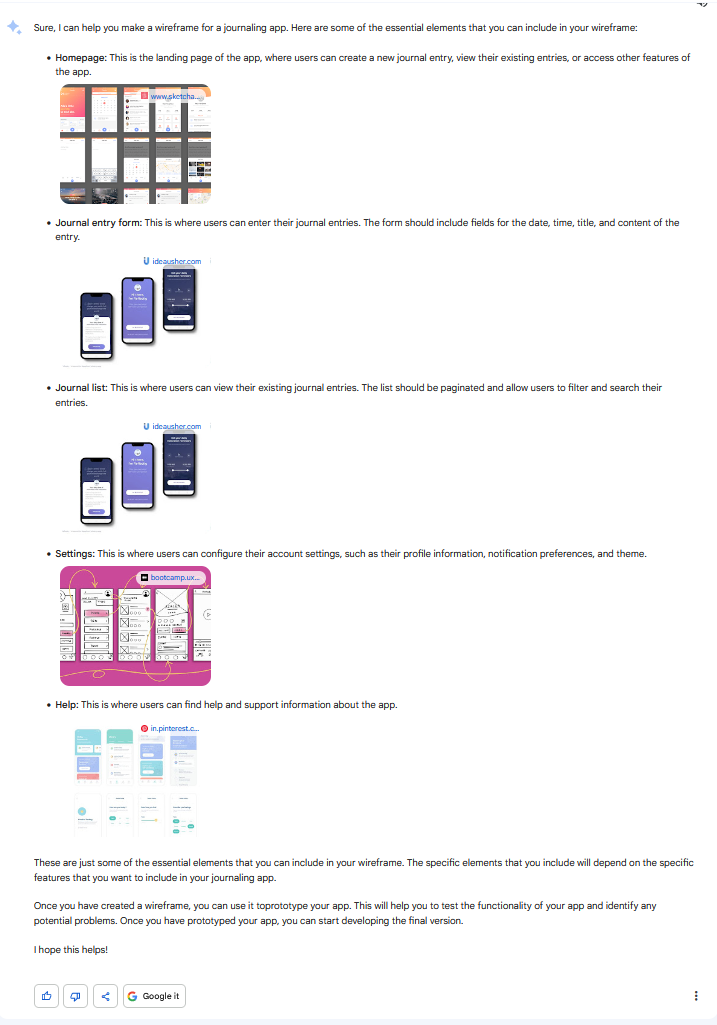 Sure, I can help you make a wireframe for a journaling app. Here are some of the essential elements that you can include in your wireframe:
• Homepage: This is the landing page of the app, where users can create a new journal entry, view their existing entries, or access other features of
the app.
www.sketcha...
• Journal entry form: This is where users can enter their journal entries. The form should include fields for the date, time, title, and content of the
entry.
ideausher.com
• Journal list: This is where users can view their existing journal entries. The list should be paginated and allow users to filter and search their
entries.
ideausher.com
• Settings: This is where users can configure their account settings, such as their profile information, notification preferences, and theme.
bootcamp.ux...
• Help: This is where users can find help and support information about the app.
in.pinterest.c...
These are just some of the essential elements that you can include in your wireframe. The specific elements that you include will depend on the specific
features that you want to include in your journaling app.
Once you have created a wireframe, you can use it toprototype your app. This will help you to test the functionality of your app and identify any
potential problems. Once you have prototyped your app, you can start developing the final version.
I hope this helps!
Google it